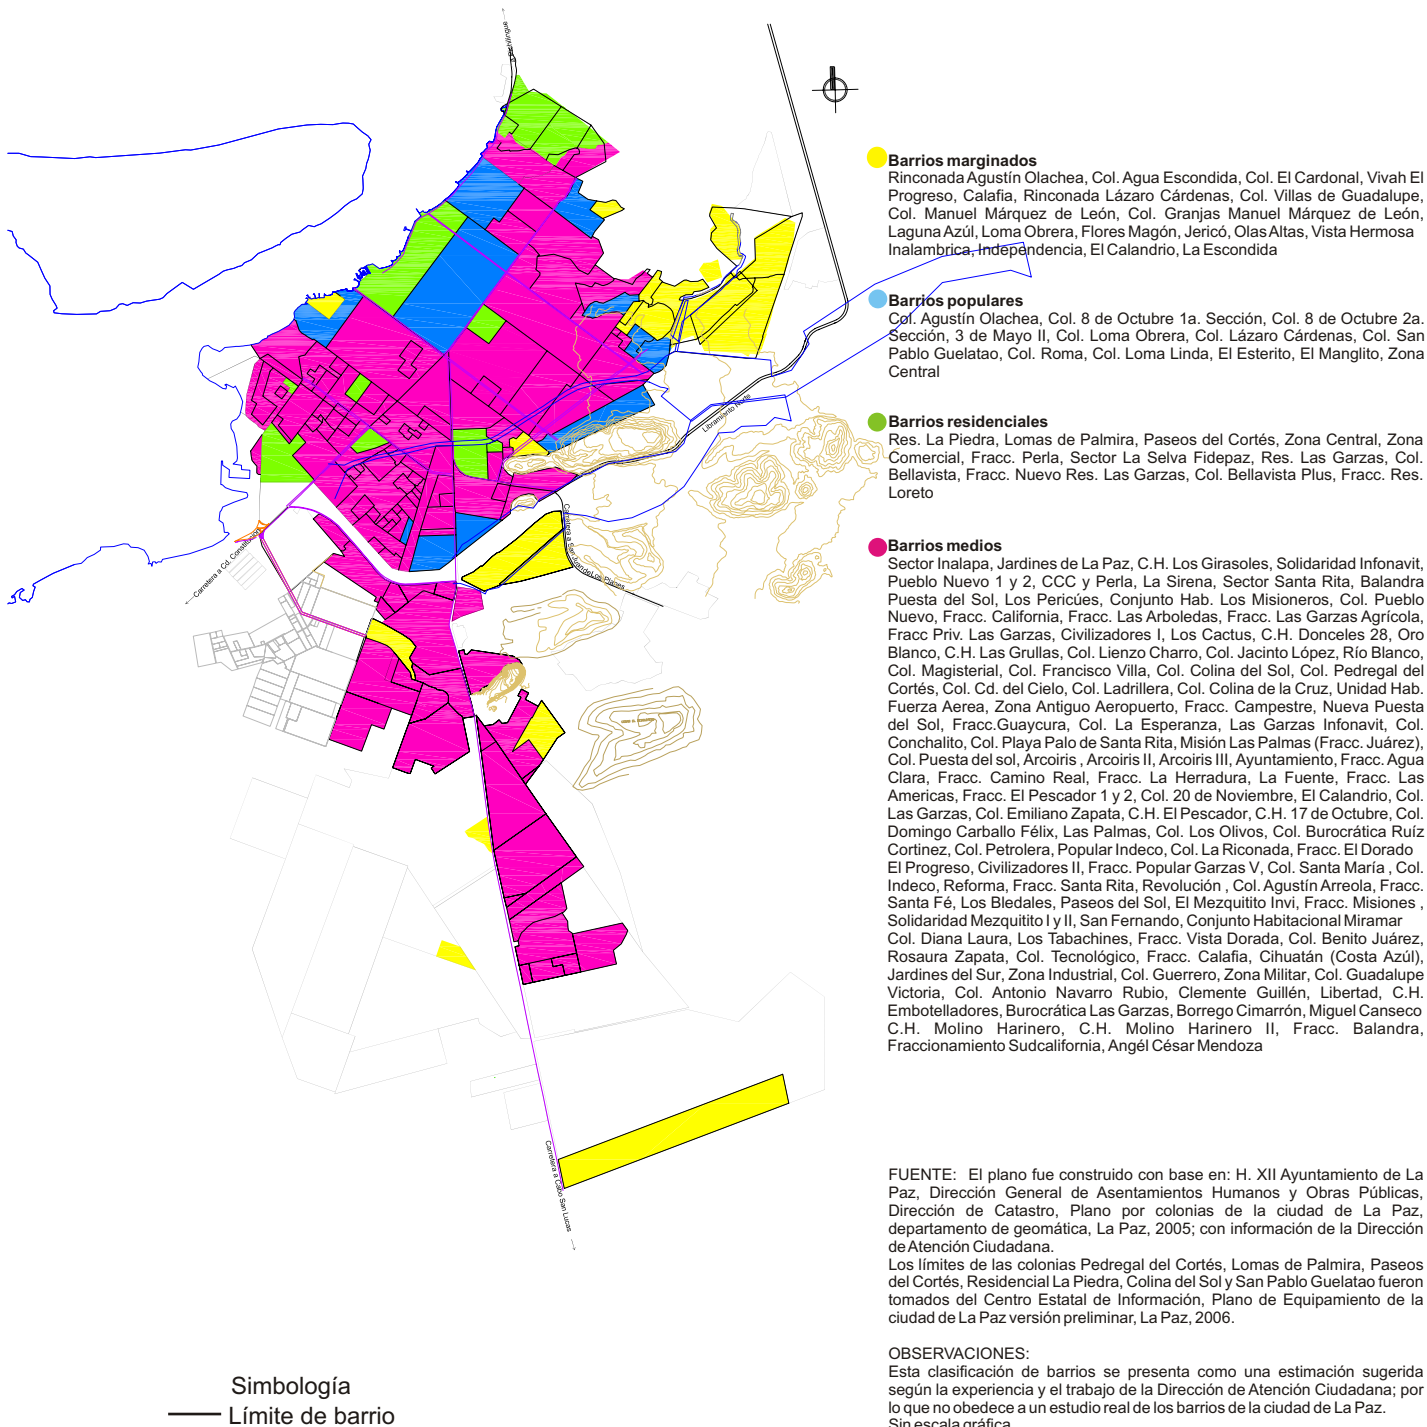 a Pichilingue
Barrios marginados
Rinconada Agustín Olachea, Col. Agua Escondida, Col. El Cardonal, Vivah El
Progreso, Calafia, Rinconada Lázaro Cárdenas, Col. Villas de Guadalupe,
Col. Manuel Márquez de León, Col. Granjas Manuel Márquez de León,
Laguna Azúl, Loma Obrera, Flores Magón, Jericó, Olas Altas, Vista Hermosa
Inalambrica, Independencia, El Calandrio, La Escondida
Barrios populares
Col. Agustín Olachea, Col. 8 de Octubre 1a. Sección, Col. 8 de Octubre 2a.
Sección, 3 de Mayo II, Col. Loma Obrera, Col. Lázaro Cárdenas, Col. San
Pablo Guelatao, Col. Roma, Col. Loma Linda, El Esterito, El Manglito, Zona
Central
Barrios residenciales
Res. La Piedra, Lomas de Palmira, Paseos del Cortés, Zona Central, Zona
Comercial, Fracc. Perla, Sector La Selva Fidepaz, Res. Las Garzas, Col.
Bellavista, Fracc. Nuevo Res. Las Garzas, Col. Bellavista Plus, Fracc. Res.
Loreto
Barrios medios
Sector Inalapa, Jardines de La Paz, C.H. Los Girasoles, Solidaridad Infonavit,
Pueblo Nuevo 1 y 2, CCC y Perla, La Sirena, Sector Santa Rita, Balandra
Puesta del Sol, Los Pericúes, Conjunto Hab. Los Misioneros, Col. Pueblo
Nuevo, Fracc. California, Fracc. Las Arboledas, Fracc. Las Garzas Agrícola,
Fracc Priv. Las Garzas, Civilizadores I, Los Cactus, C.H. Donceles 28, Oro
Blanco, C.H. Las Grullas, Col. Lienzo Charro, Col. Jacinto López, Río Blanco,
Col. Magisterial, Col. Francisco Villa, Col. Colina del Sol, Col. Pedregal del
Cortés, Col. Cd. del Cielo, Col. Ladrillera, Col. Colina de la Cruz, Unidad Hab.
Fuerza Aerea, Zona Antiguo Aeropuerto, Fracc. Campestre, Nueva Puesta
del Sol, Fracc.Guaycura, Col. La Esperanza, Las Garzas Infonavit, Col.
Conchalito, Col. Playa Palo de Santa Rita, Misión Las Palmas (Fracc. Juárez),
Col. Puesta del sol, Arcoiris , Arcoiris II, Arcoiris III, Ayuntamiento, Fracc. Agua
Clara, Fracc. Camino Real, Fracc. La Herradura, La Fuente, Fracc. Las
Americas, Fracc. El Pescador 1 y 2, Col. 20 de Noviembre, El Calandrio, Col.
Las Garzas, Col. Emiliano Zapata, C.H. El Pescador, C.H. 17 de Octubre, Col.
Domingo Carballo Félix, Las Palmas, Col. Los Olivos, Col. Burocrática Ruíz
Cortinez, Col. Petrolera, Popular Indeco, Col. La Riconada, Fracc. El Dorado
El Progreso, Civilizadores II, Fracc. Popular Garzas V, Col. Santa María , Col.
Indeco, Reforma, Fracc. Santa Rita, Revolución , Col. Agustín Arreola, Fracc.
Santa Fé, Los Bledales, Paseos del Sol, El Mezquitito Invi, Fracc. Misiones ,
Solidaridad Mezquitito I y II, San Fernando, Conjunto Habitacional Miramar
Col. Diana Laura, Los Tabachines, Fracc. Vista Dorada, Col. Benito Juárez,
Rosaura Zapata, Col. Tecnológico, Fracc. Calafia, Cihuatán (Costa Azúl),
Jardines del Sur, Zona Industrial, Col. Guerrero, Zona Militar, Col. Guadalupe
Victoria, Col. Antonio Navarro Rubio, Clemente Guillén, Libertad, C.H.
Embotelladores, Burocrática Las Garzas, Borrego Cimarrón, Miguel Canseco
C.H. Molino Harinero, C.H. Molino Harinero II, Fracc. Balandra,
Fraccionamiento Sudcalifornia, Angél César Mendoza
Libramiento Norte
Carretera a San Juan de Los Planes
Carretera a Cd. Constitución
Carretera a Cabo San Lucas
FUENTE: El plano fue construido con base en: H. XII Ayuntamiento de La
Paz, Dirección General de Asentamientos Humanos y Obras Públicas,
Dirección de Catastro, Plano por colonias de la ciudad de La Paz,
departamento de geomática, La Paz, 2005; con información de la Dirección
de Atención Ciudadana.
Los límites de las colonias Pedregal del Cortés, Lomas de Palmira, Paseos
del Cortés, Residencial La Piedra, Colina del Sol y San Pablo Guelatao fueron
tomados del Centro Estatal de Información, Plano de Equipamiento de la
ciudad de La Paz versión preliminar, La Paz, 2006.
OBSERVACIONES:
Esta clasificación de barrios se presenta como una estimación sugerida
según la experiencia y el trabajo de la Dirección de Atención Ciudadana; por
lo que no obedece a un estudio real de los barrios de la ciudad de La Paz.
Sin escala gráfica
Simbología
Límite de barrio